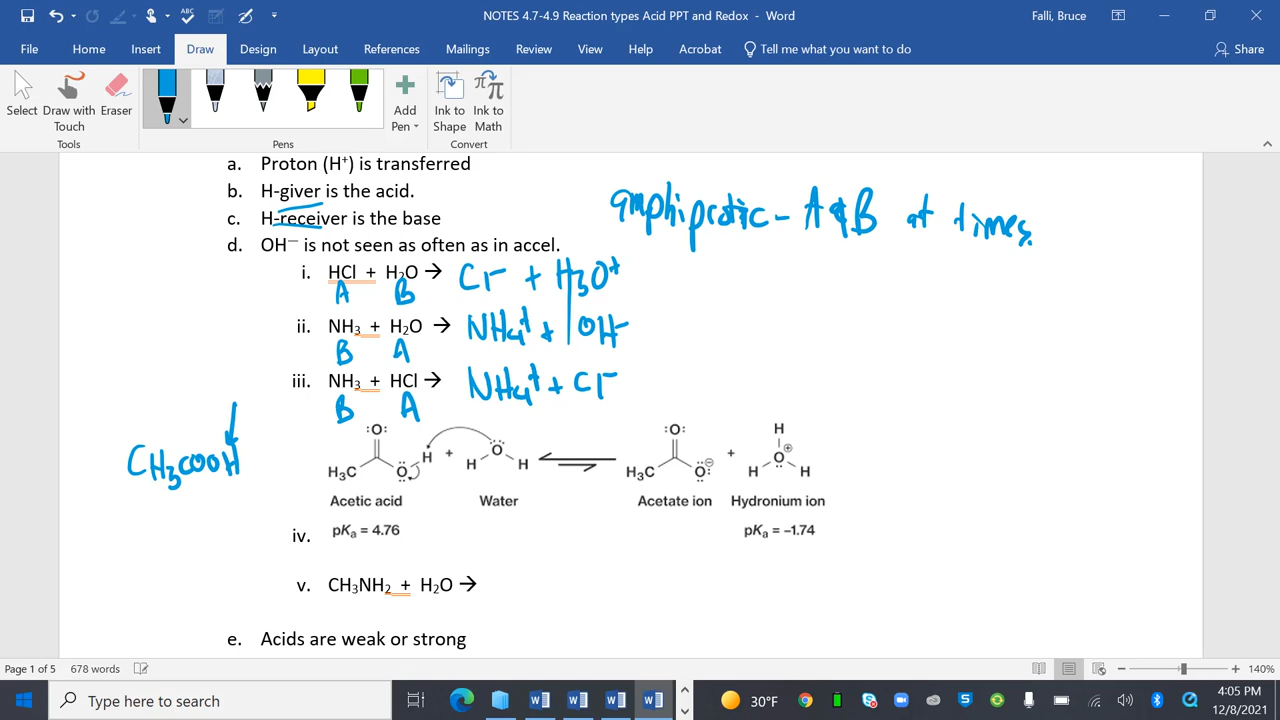 NOTES 4.7-4.9 Reaction types Acid PPT and Redox - Word
Falli, Bruce
File Home Insert Draw Design Layout References Mailings Review View Help Acrobat Tell me what you want to do Share
Select Draw with Touch Eraser Add Pen Ink to Shape Ink to Math
Tools Pens Convert
a. Proton (H⁺) is transferred
b. H-giver is the acid.
c. H-receiver is the base
amphiprotic - A & B at times.
d. OH⁻ is not seen as often as in accel.
i. HCl + H₂O → Cl⁻ + H₃O⁺
A B
ii. NH₃ + H₂O → NH₄⁺ + OH⁻
B A
iii. NH₃ + HCl → NH₄⁺ + Cl⁻
B A
CH₃COOH
:O: H + H O H :O: + H
H₃C O H₃C O⊖ H O⊕ H
Acetic acid Water Acetate ion Hydronium ion
iv. pKₐ = 4.76 pKₐ = –1.74
v. CH₃NH₂ + H₂O →
e. Acids are weak or strong
Page 1 of 5 678 words 140%
Type here to search 30°F 4:05 PM
12/8/2021